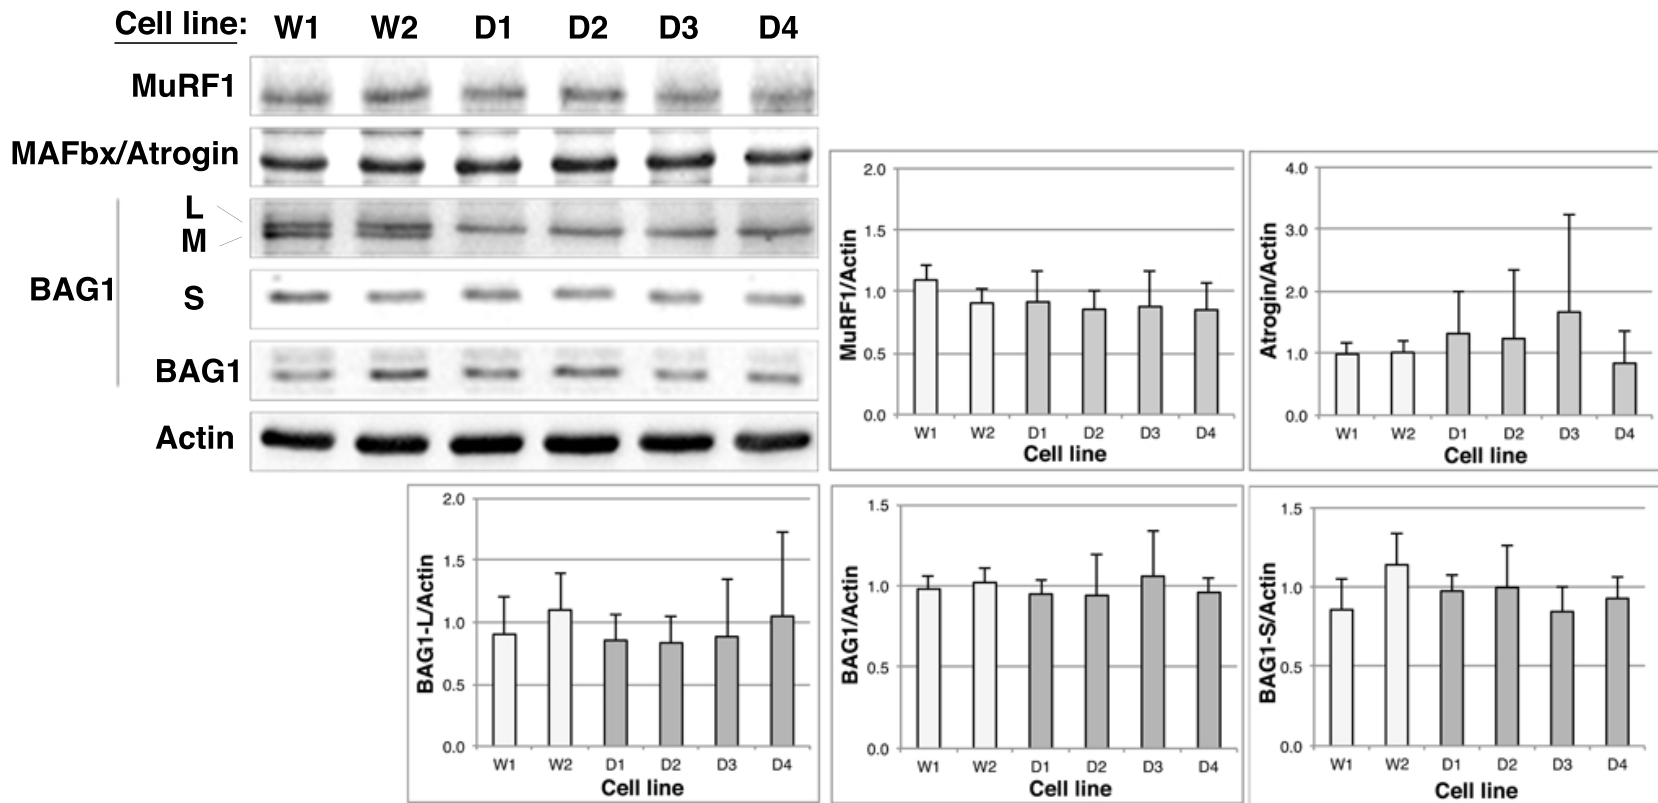 Cell line: W1 W2 D1 D2 D3 D4
MuRF1
MAFbx/Atrogin
L
M
BAG1
S
BAG1
Actin
2.0
1.5
1.0
0.5
0.0
MuRF1/Actin
W1 W2 D1 D2 D3 D4
Cell line
4.0
3.0
2.0
1.0
0.0
Atrogin/Actin
W1 W2 D1 D2 D3 D4
Cell line
2.0
1.5
1.0
0.5
0.0
BAG1-L/Actin
W1 W2 D1 D2 D3 D4
Cell line
1.5
1.0
0.5
0.0
BAG1/Actin
W1 W2 D1 D2 D3 D4
Cell line
1.5
1.0
0.5
0.0
BAG1-S/Actin
W1 W2 D1 D2 D3 D4
Cell line